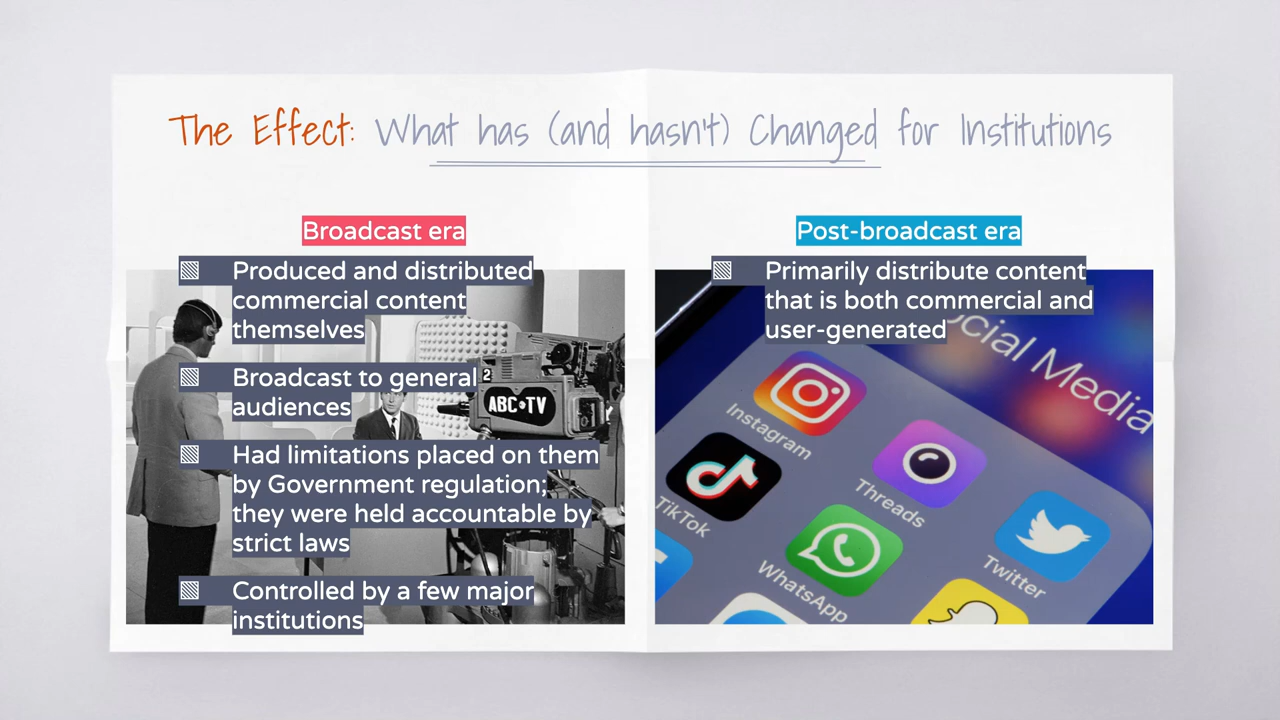 The Effect: What has (and hasn't) Changed for Institutions
Broadcast era
Produced and distributed
commercial content
themselves
Broadcast to general
audiences
Had limitations placed on them
by Government regulation;
they were held accountable by
strict laws
Controlled by a few major
institutions
2
ABC TV
Post-broadcast era
Primarily distribute content
that is both commercial and
user-generated
cial Media
Instagram
Threads
TikTok
Twitter
WhatsApp